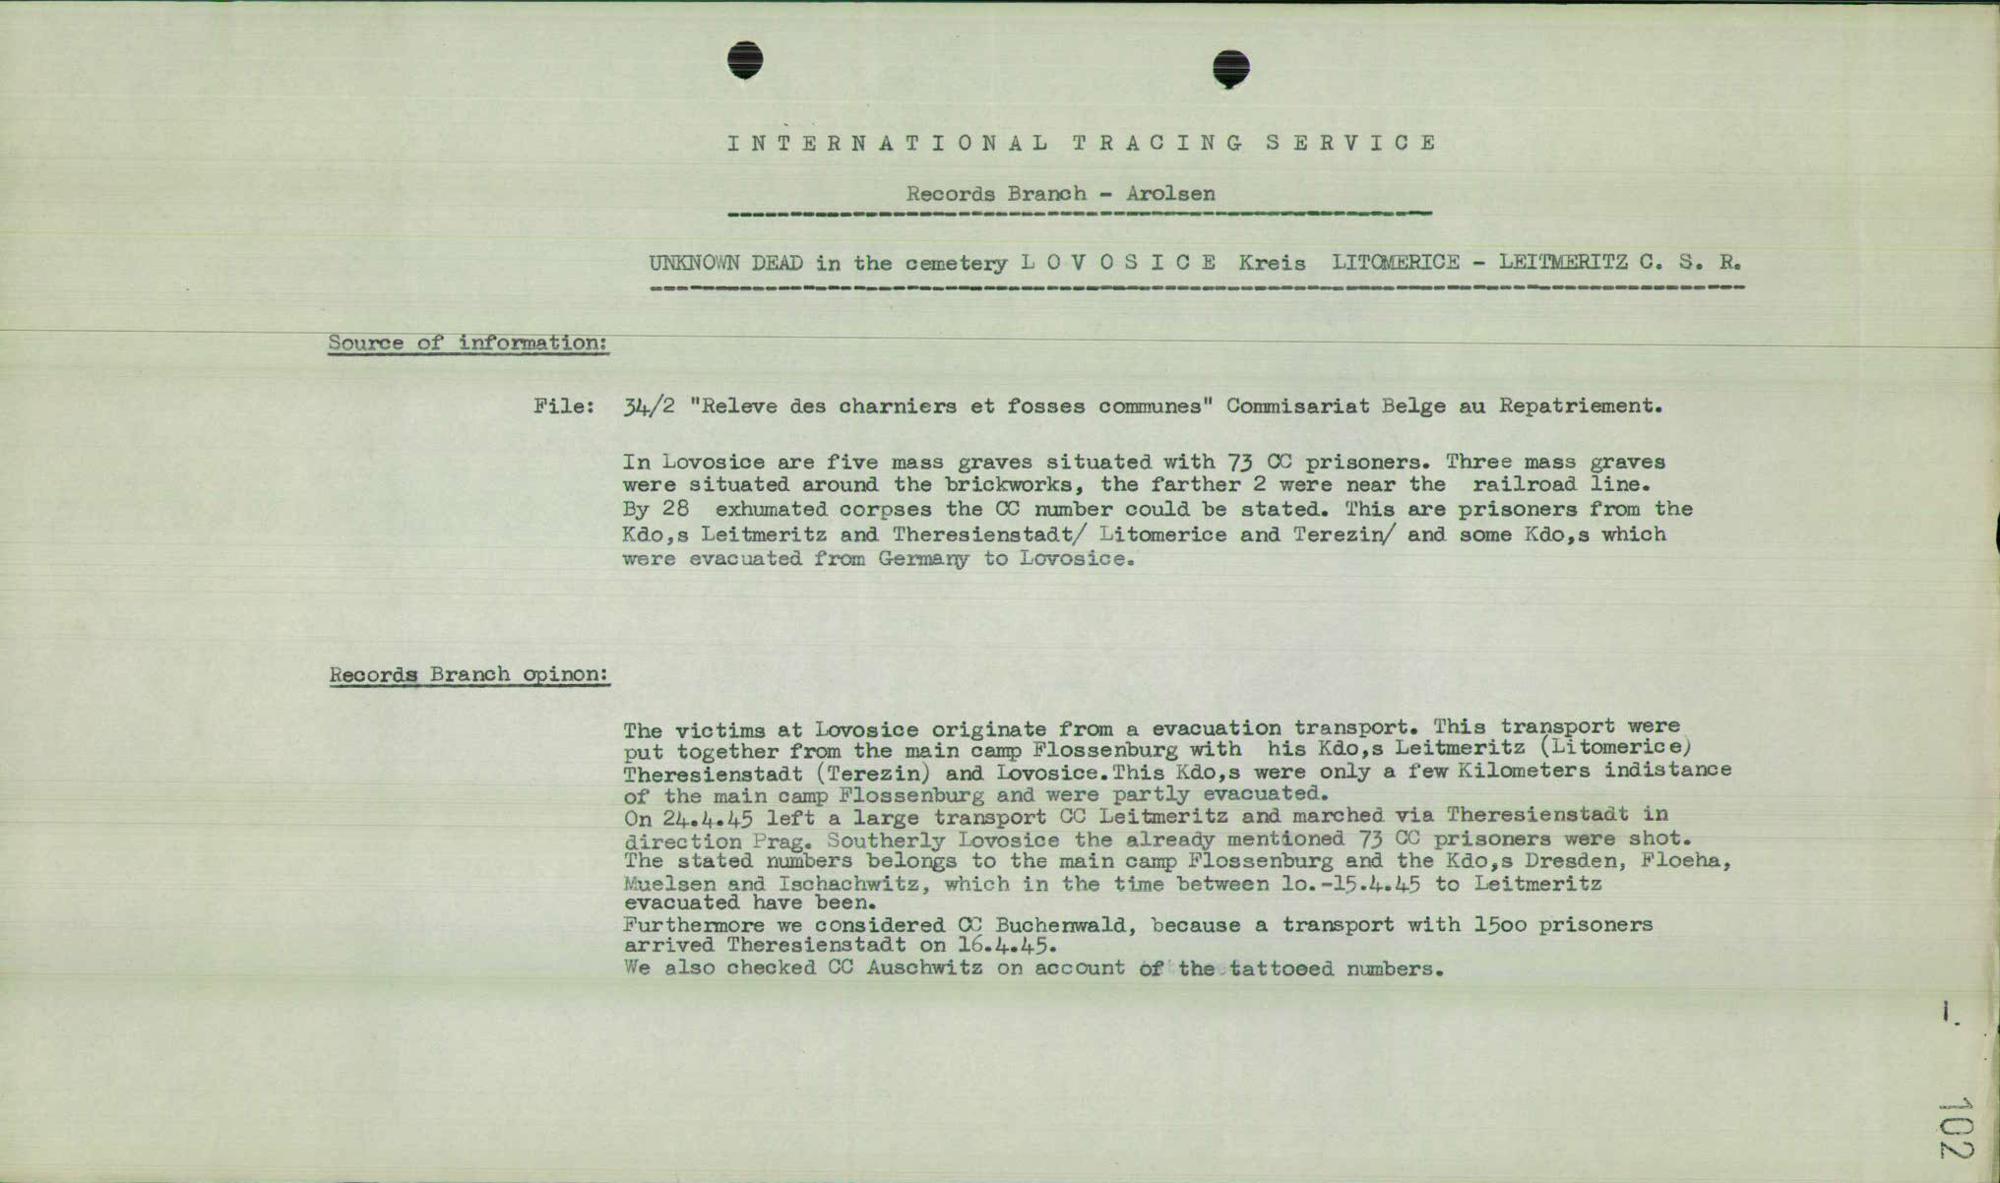 INTERNATIONAL TRACING SERVICE
Records Branch - Arolsen
UNKNOWN DEAD in the cemetery L O V O S I C E Kreis LITOMERICE - LEITMERITZ C. S. R.
Source of information:
File: 34/2 "Releve des charniers et fosses communes" Commisariat Belge au Repatriement.
In Lovosice are five mass graves situated with 73 CC prisoners. Three mass graves
were situated around the brickworks, the farther 2 were near the railroad line.
By 28 exhumated corpses the CC number could be stated. This are prisoners from the
Kdo,s Leitmeritz and Theresienstadt/ Litomerice and Terezin/ and some Kdo,s which
were evacuated from Germany to Lovosice.
Records Branch opinon:
The victims at Lovosice originate from a evacuation transport. This transport were
put together from the main camp Flossenburg with his Kdo,s Leitmeritz (Litomerice)
Theresienstadt (Terezin) and Lovosice.This Kdo,s were only a few Kilometers indistance
of the main camp Flossenburg and were partly evacuated.
On 24.4.45 left a large transport CC Leitmeritz and marched via Theresienstadt in
direction Prag. Southerly Lovosice the already mentioned 73 CC prisoners were shot.
The stated numbers belongs to the main camp Flossenburg and the Kdo,s Dresden, Floeha,
Muelsen and Ischachwitz, which in the time between lo.-15.4.45 to Leitmeritz
evacuated have been.
Furthermore we considered CC Buchenwald, because a transport with 15oo prisoners
arrived Theresienstadt on 16.4.45.
We also checked CC Auschwitz on account of the tattoeed numbers.
1.
102